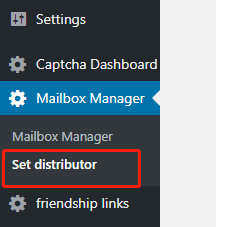 Settings
Captcha Dashboard
Mailbox Manager
Mailbox Manager
Set distributor
friendship links